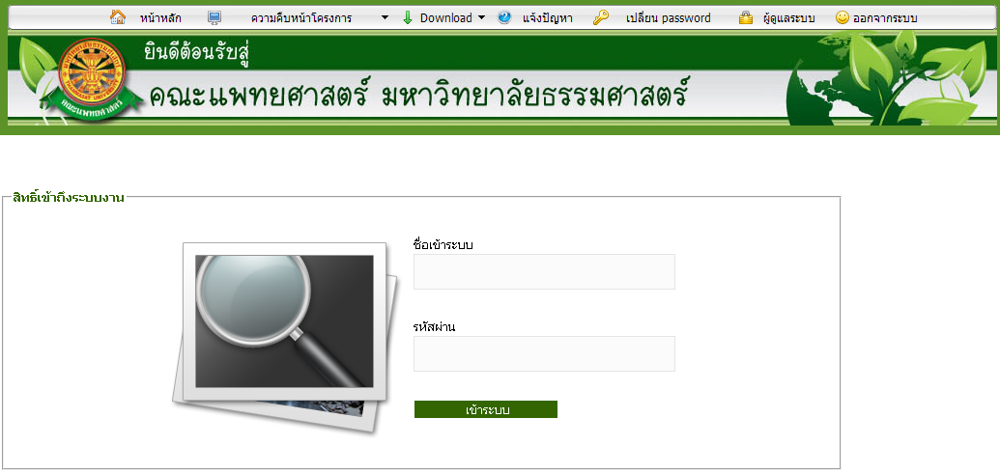 หน้าหลัก ความคืบหน้าโครงการ Download แจ้งปัญหา เปลี่ยน password ผู้ดูแลระบบ ออกจากระบบ
ยินดีต้อนรับสู่
คณะแพทยศาสตร์ มหาวิทยาลัยธรรมศาสตร์
คณะแพทยศาสตร์
สิทธิ์เข้าถึงระบบงาน
ชื่อเข้าระบบ
รหัสผ่าน
เข้าระบบ